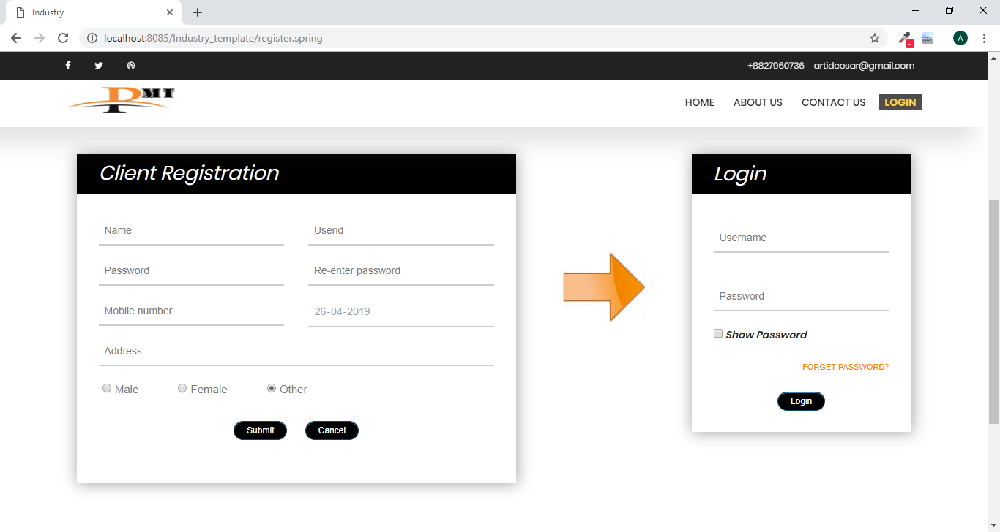 Industry
localhost:8085/Industry_template/register.spring
A
+8827960736 artideosar@gmail.com
PMT
HOME ABOUT US CONTACT US LOGIN
Client Registration
Name Userid
Password Re-enter password
Mobile number 26-04-2019
Address
Male Female Other
Submit Cancel
Login
Username
Password
Show Password
FORGET PASSWORD?
Login